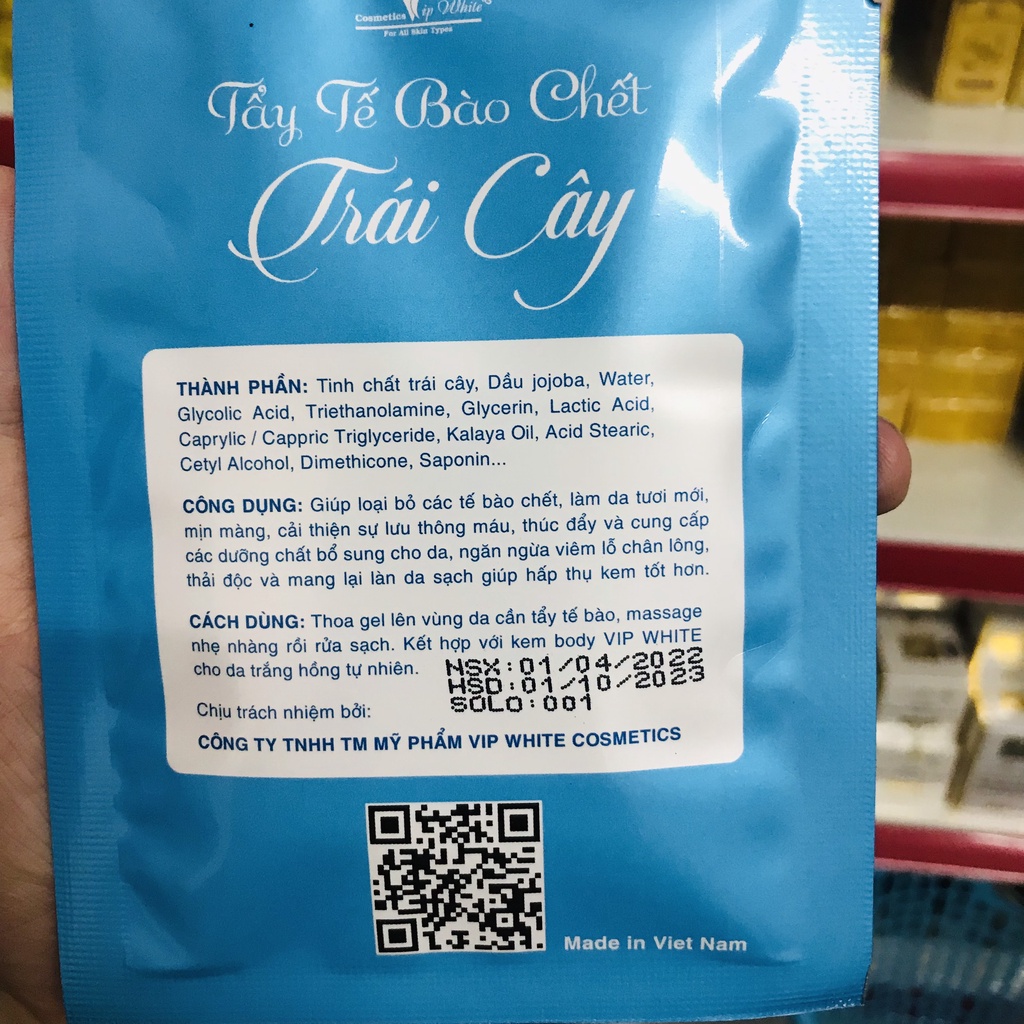 Cosmetics Vip White
For All Skin Types
Tẩy Tế Bào Chết
Trái Cây
THÀNH PHẦN: Tinh chất trái cây, Dầu jojoba, Water,
Glycolic Acid, Triethanolamine, Glycerin, Lactic Acid,
Caprylic / Cappric Triglyceride, Kalaya Oil, Acid Stearic,
Cetyl Alcohol, Dimethicone, Saponin...
CÔNG DỤNG: Giúp loại bỏ các tế bào chết, làm da tươi mới,
mịn màng, cải thiện sự lưu thông máu, thúc đẩy và cung cấp
các dưỡng chất bổ sung cho da, ngăn ngừa viêm lỗ chân lông,
thải độc và mang lại làn da sạch giúp hấp thụ kem tốt hơn.
CÁCH DÙNG: Thoa gel lên vùng da cần tẩy tế bào, massage
nhẹ nhàng rồi rửa sạch. Kết hợp với kem body VIP WHITE
cho da trắng hồng tự nhiên.
NSX:01/04/2022
HSD:01/10/2023
SOLO:001
Chịu trách nhiệm bởi:
CÔNG TY TNHH TM MỸ PHẨM VIP WHITE COSMETICS
Made in Viet Nam